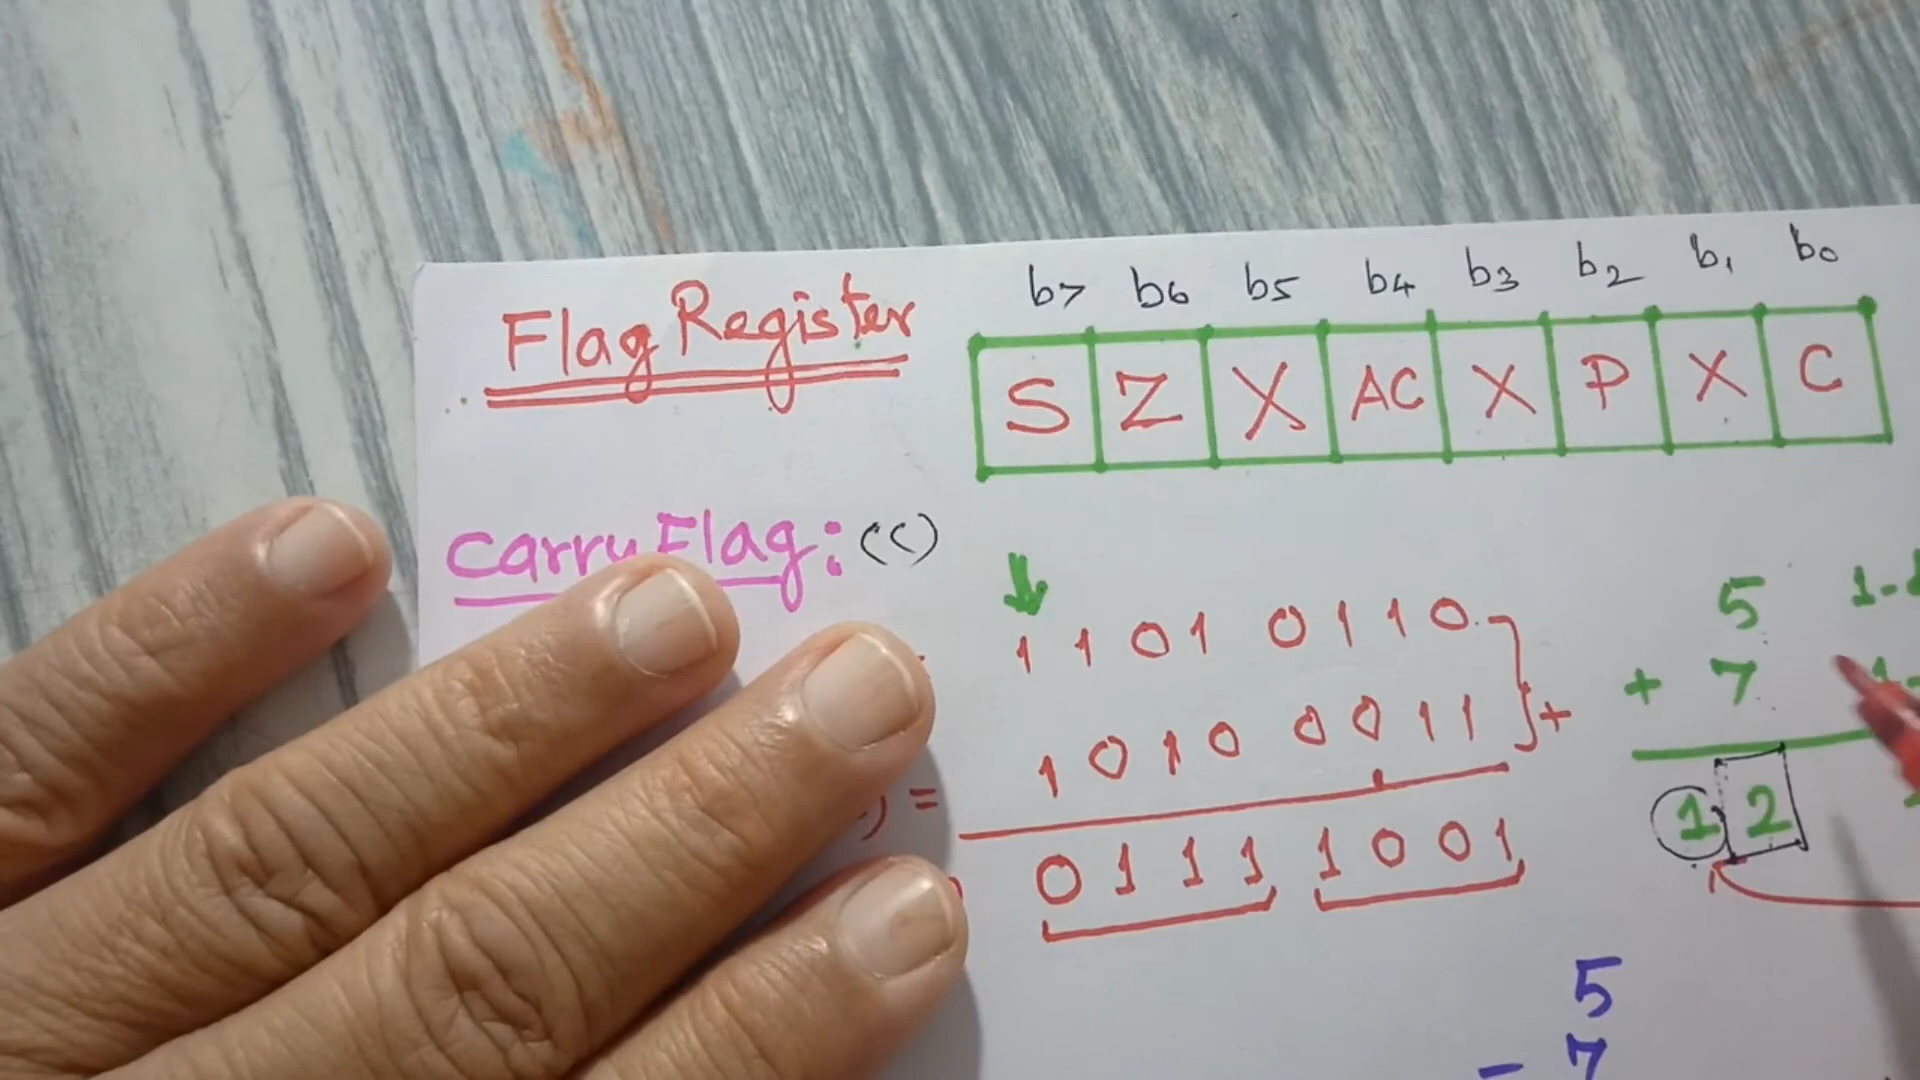 b7 b6 b5 b4 b3 b2 b1 b0
Flag Register
S Z X AC X P X C
Carry Flag: (C)
1 1 0 1 0 1 1 0
1 0 1 0 0 0 1 1 +
=
0 1 1 1 1 0 0 1
5
+ 7
1 2
5
- 7